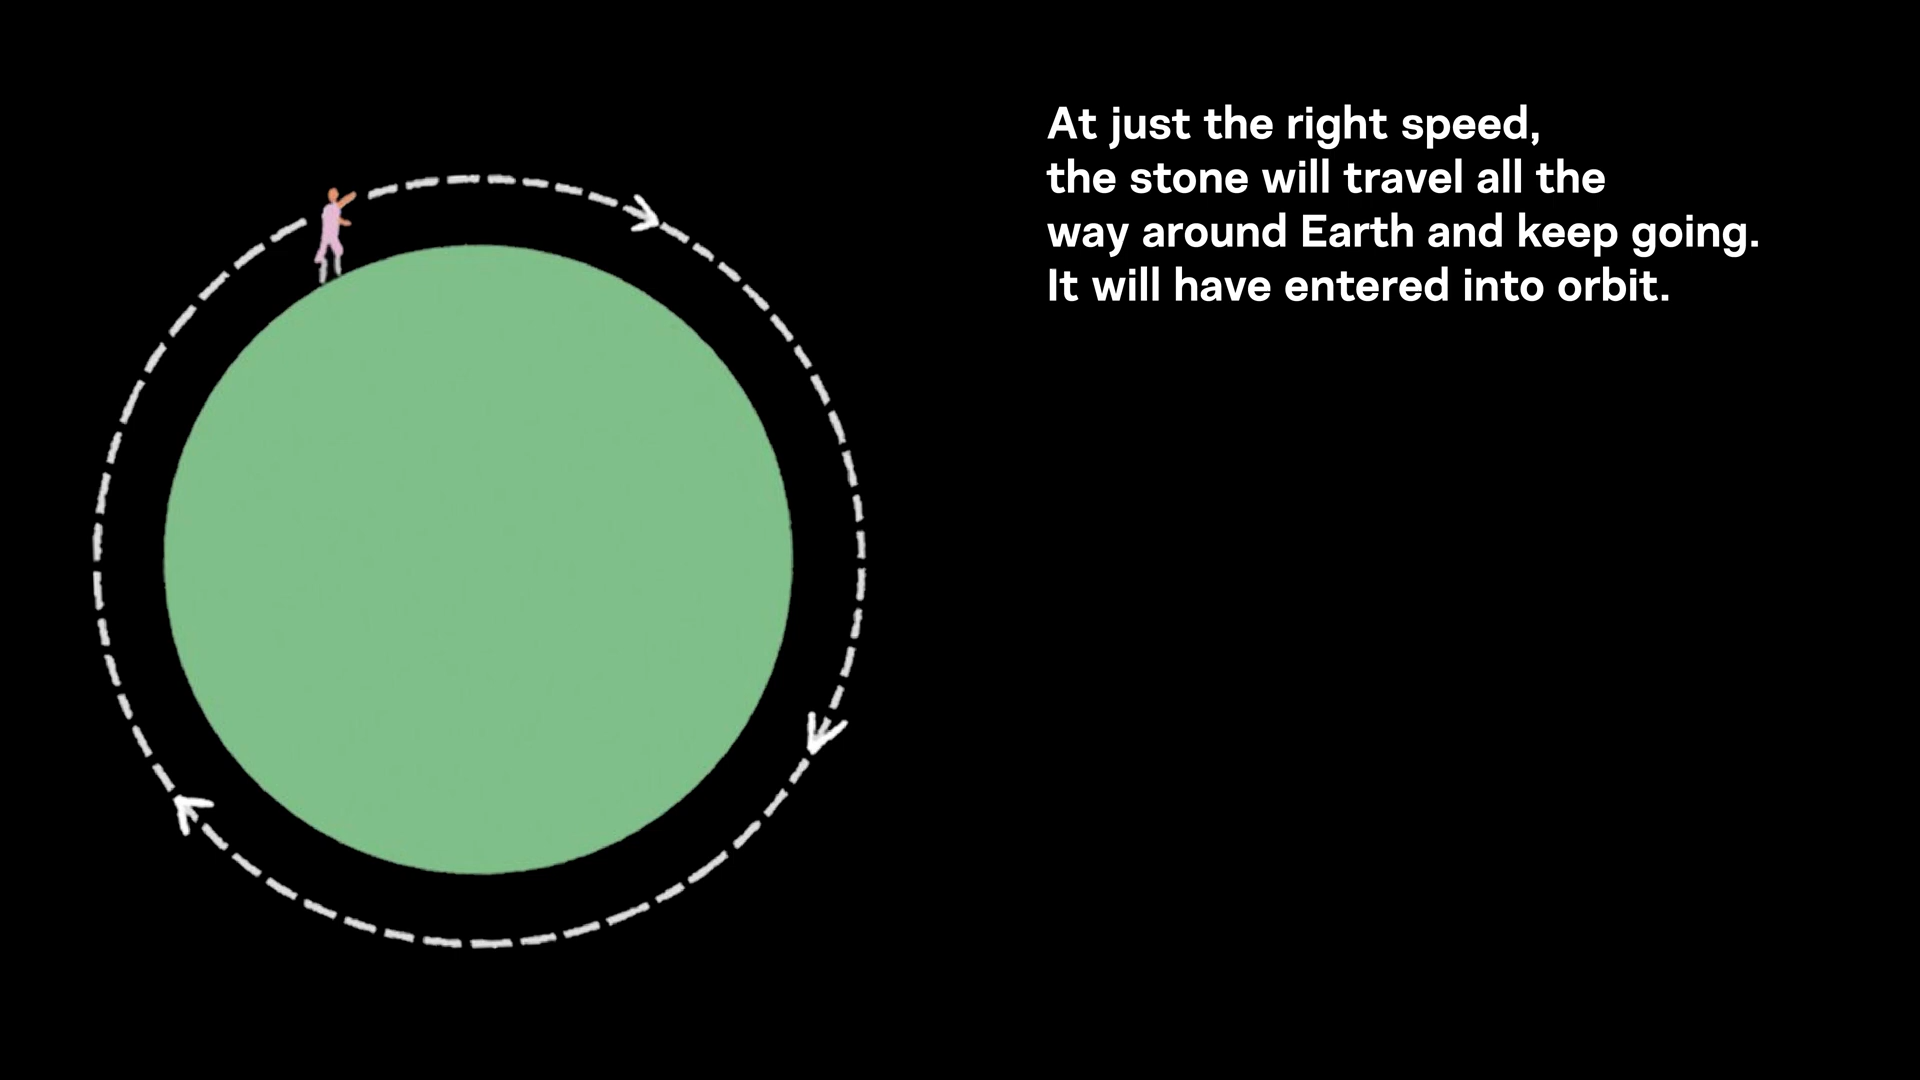 At just the right speed,
the stone will travel all the
way around Earth and keep going.
It will have entered into orbit.